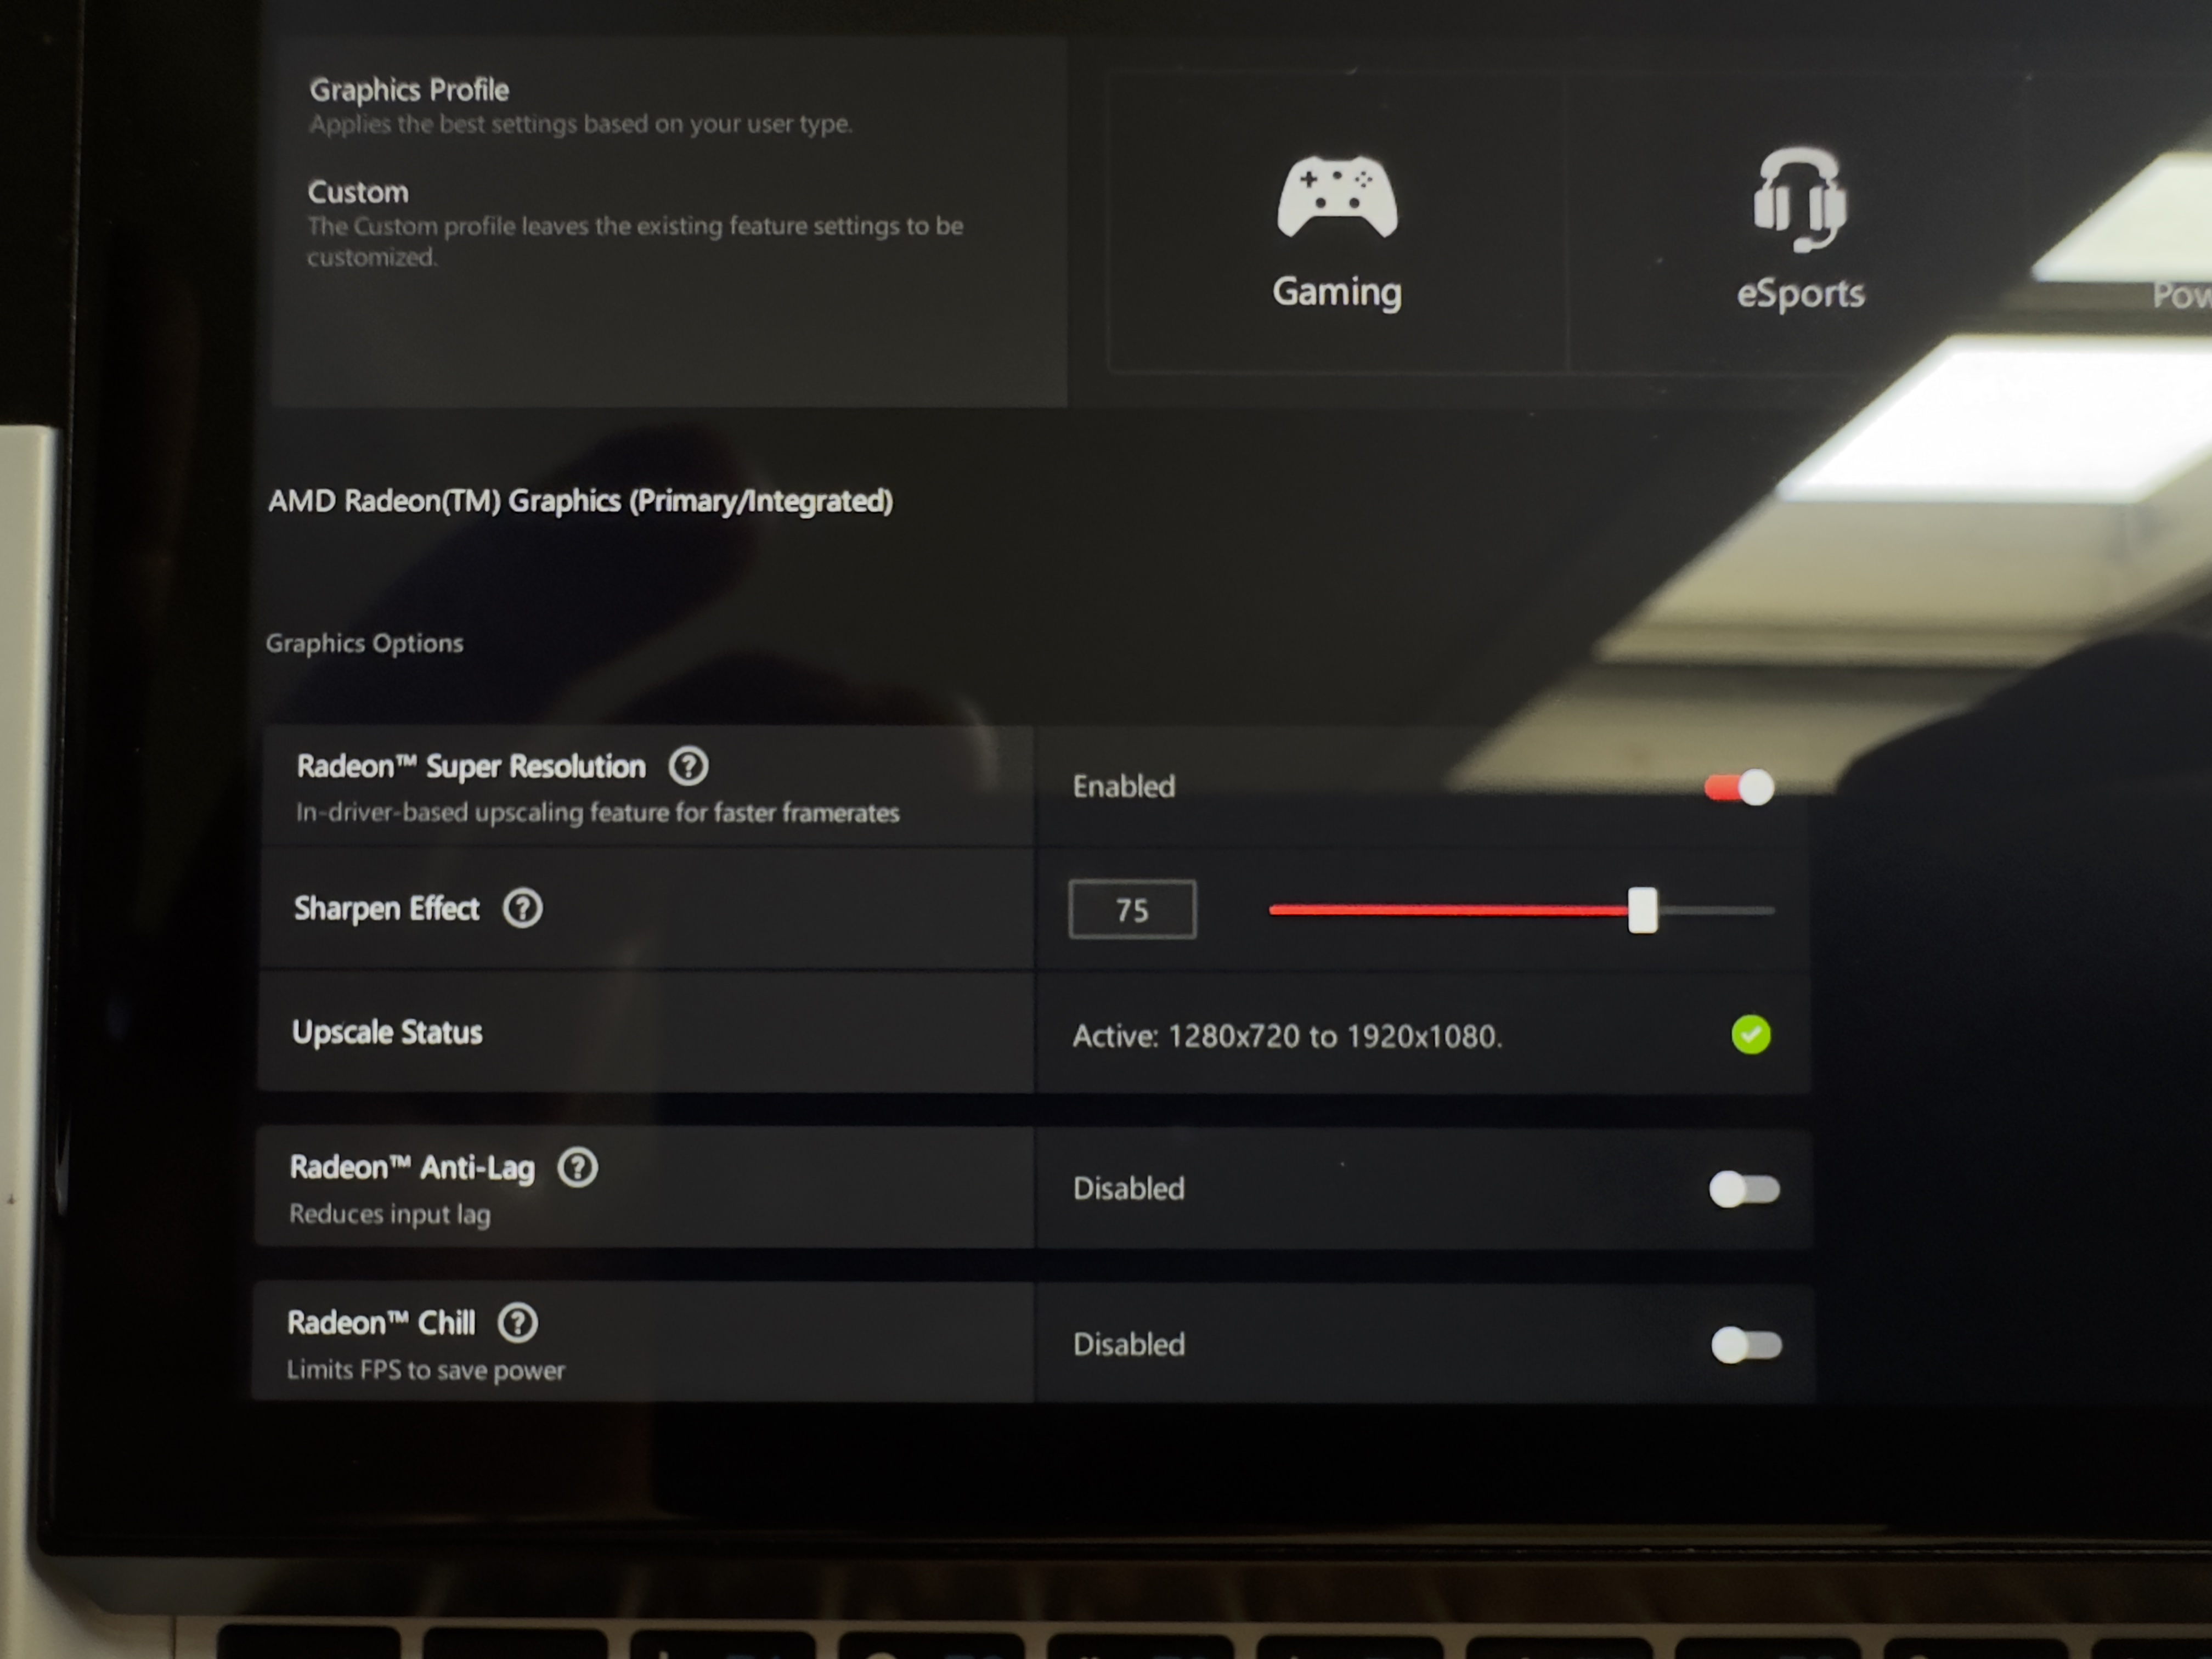 Graphics Profile
Applies the best settings based on your user type.
Custom
The Custom profile leaves the existing feature settings to be
customized.
Gaming
eSports
AMD Radeon(TM) Graphics (Primary/Integrated)
Graphics Options
Radeon™ Super Resolution ?
In-driver-based upscaling feature for faster framerates
Enabled
Sharpen Effect ?
75
Upscale Status
Active: 1280x720 to 1920x1080.
Radeon™ Anti-Lag ?
Reduces input lag
Disabled
Radeon™ Chill ?
Limits FPS to save power
Disabled